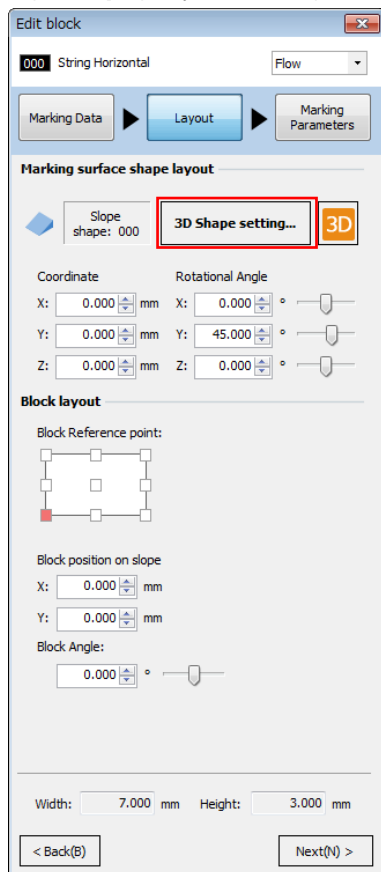 Edit block
000 String Horizontal Flow
Marking Data Layout Marking Parameters
Marking surface shape layout
Slope shape: 000 3D Shape setting... 3D
Coordinate Rotational Angle
X: 0.000 mm X: 0.000 °
Y: 0.000 mm Y: 45.000 °
Z: 0.000 mm Z: 0.000 °
Block layout
Block Reference point:
Block position on slope
X: 0.000 mm
Y: 0.000 mm
Block Angle:
0.000 °
Width: 7.000 mm Height: 3.000 mm
< Back(B) Next(N) >